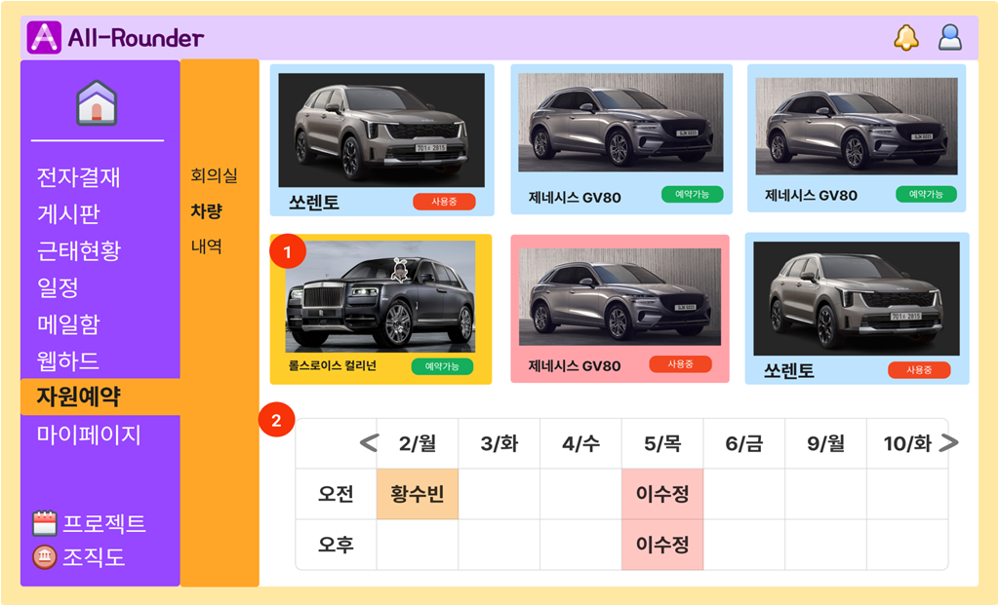 All-Rounder
전자결재
게시판
근태현황
일정
메일함
웹하드
자원예약
마이페이지
프로젝트
조직도
회의실
차량
내역
쏘렌토 사용중
제네시스 GV80 예약가능
제네시스 GV80 예약가능
1
롤스로이스 컬리넌 예약가능
제네시스 GV80 사용중
쏘렌토 사용중
2
< 2/월 3/화 4/수 5/목 6/금 9/월 10/화 >
오전 황수빈 이수정
오후 이수정